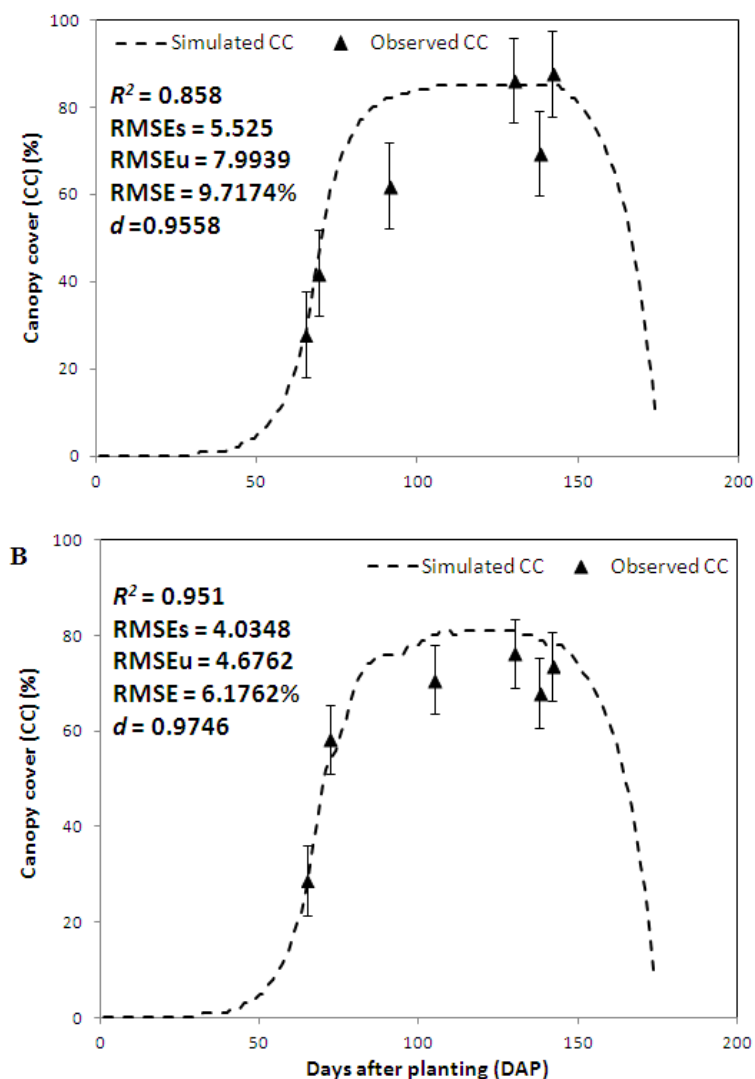 100
Simulated CC
Observed CC
R² = 0.858
RMSEs = 5.525
RMSEu = 7.9939
RMSE = 9.7174%
d =0.9558
80
60
40
20
0
Canopy cover (CC) (%)
0
50
100
150
200
B
100
Simulated CC
Observed CC
R² = 0.951
RMSEs = 4.0348
RMSEu = 4.6762
RMSE = 6.1762%
d = 0.9746
80
60
40
20
0
Canopy cover (CC) (%)
0
50
100
150
200
Days after planting (DAP)